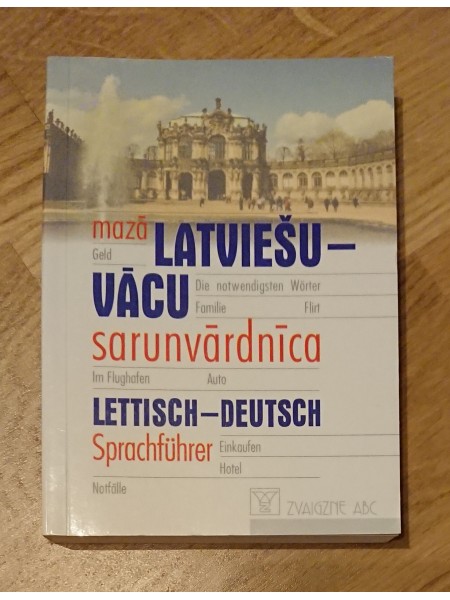 mazā LATVIEŠU–
Geld
VĀCU Die notwendigsten Wörter
Familie Flirt
sarunvārdnīca
Im Flughafen Auto
LETTISCH–DEUTSCH
Sprachführer Einkaufen
Hotel
Notfälle
ZVAIGZNE ABC